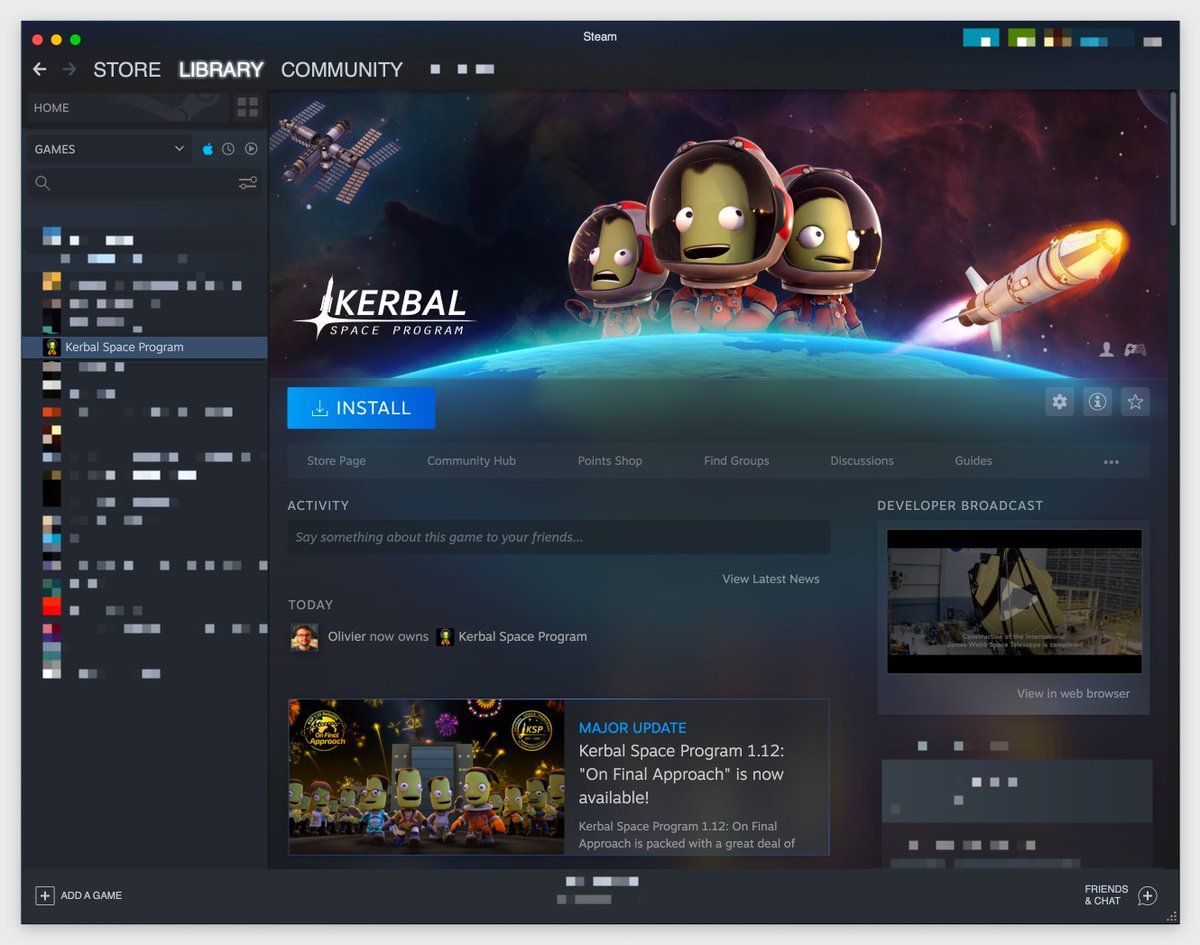 Steam
STORE LIBRARY COMMUNITY
HOME
GAMES
Kerbal Space Program
KERBAL
SPACE PROGRAM
INSTALL
Store Page Community Hub Points Shop Find Groups Discussions Guides
ACTIVITY
Say something about this game to your friends...
View Latest News
TODAY
Olivier now owns Kerbal Space Program
DEVELOPER BROADCAST
Construction of the International
James Webb Space Telescope is completed
View in web browser
On Final
Approach
KSP
MAJOR UPDATE
Kerbal Space Program 1.12:
"On Final Approach" is now
available!
Kerbal Space Program 1.12: On Final
Approach is packed with a great deal of
ADD A GAME
FRIENDS
& CHAT